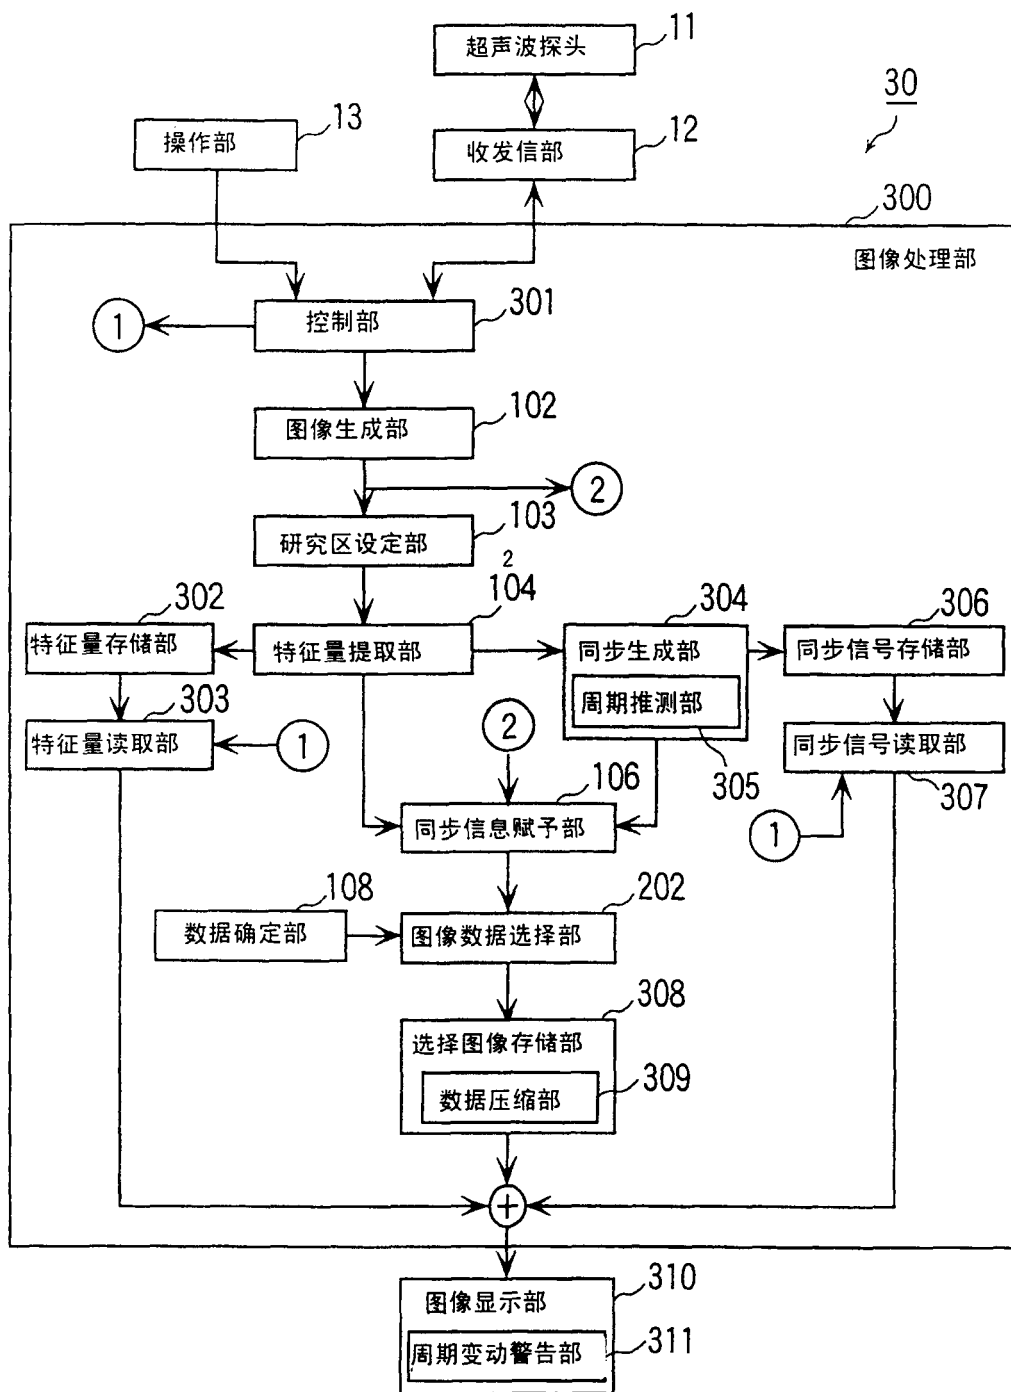 11
超声波探头
30
13
操作部
12
收发信部
300
图像处理部
301
控制部
1
102
图像生成部
2
103
研究区设定部
2
104
302
304
306
特征量存储部
特征量提取部
同步生成部
同步信号存储部
303
周期推测部
特征量读取部
1
2
305
同步信号读取部
307
106
同步信息赋予部
1
108
202
数据确定部
图像数据选择部
308
选择图像存储部
309
数据压缩部
+
310
图像显示部
311
周期变动警告部